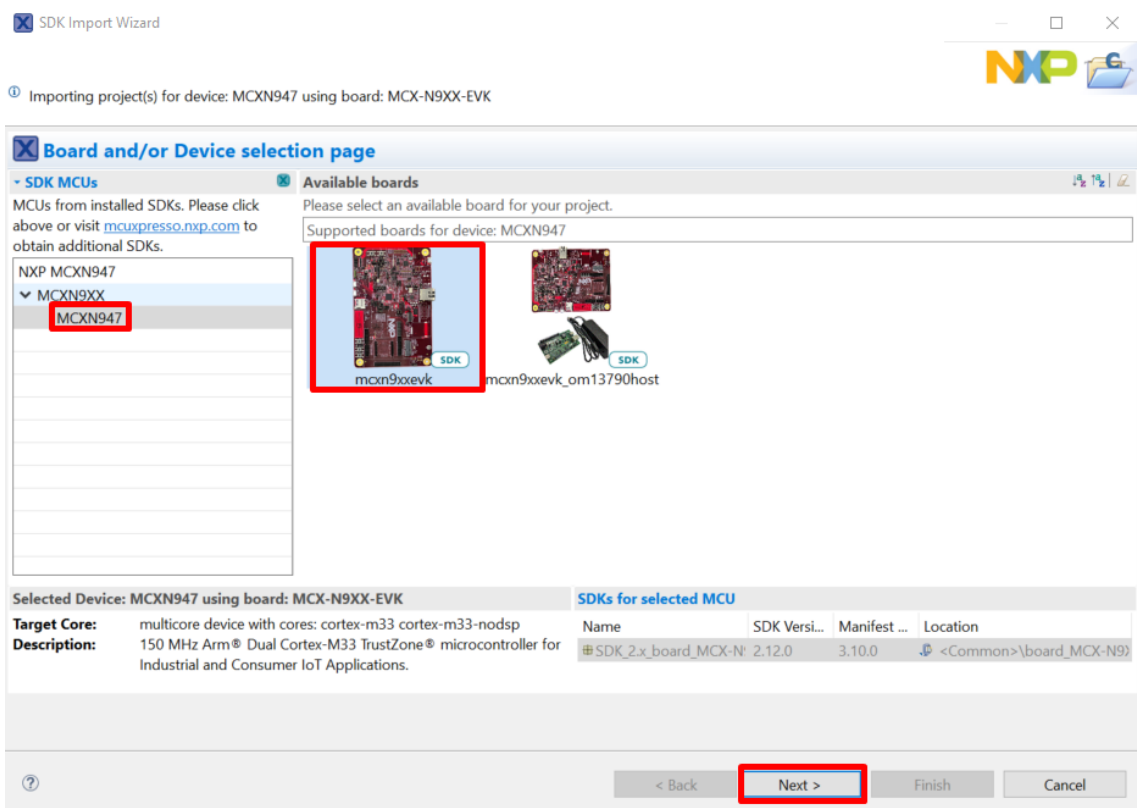 SDK Import Wizard
NXP
Importing project(s) for device: MCXN947 using board: MCX-N9XX-EVK
Board and/or Device selection page
SDK MCUs
MCUs from installed SDKs. Please click
above or visit mcuxpresso.nxp.com to
obtain additional SDKs.
NXP MCXN947
MCXN9XX
MCXN947
Available boards
Please select an available board for your project.
Supported boards for device: MCXN947
SDK
mcxn9xxevk
SDK
mcxn9xxevk_om13790host
Selected Device: MCXN947 using board: MCX-N9XX-EVK
Target Core: multicore device with cores: cortex-m33 cortex-m33-nodsp
Description: 150 MHz Arm® Dual Cortex-M33 TrustZone® microcontroller for
Industrial and Consumer IoT Applications.
SDKs for selected MCU
Name SDK Versi... Manifest ... Location
SDK_2.x_board_MCX-N 2.12.0 3.10.0 <Common>\board_MCX-N9
< Back Next > Finish Cancel